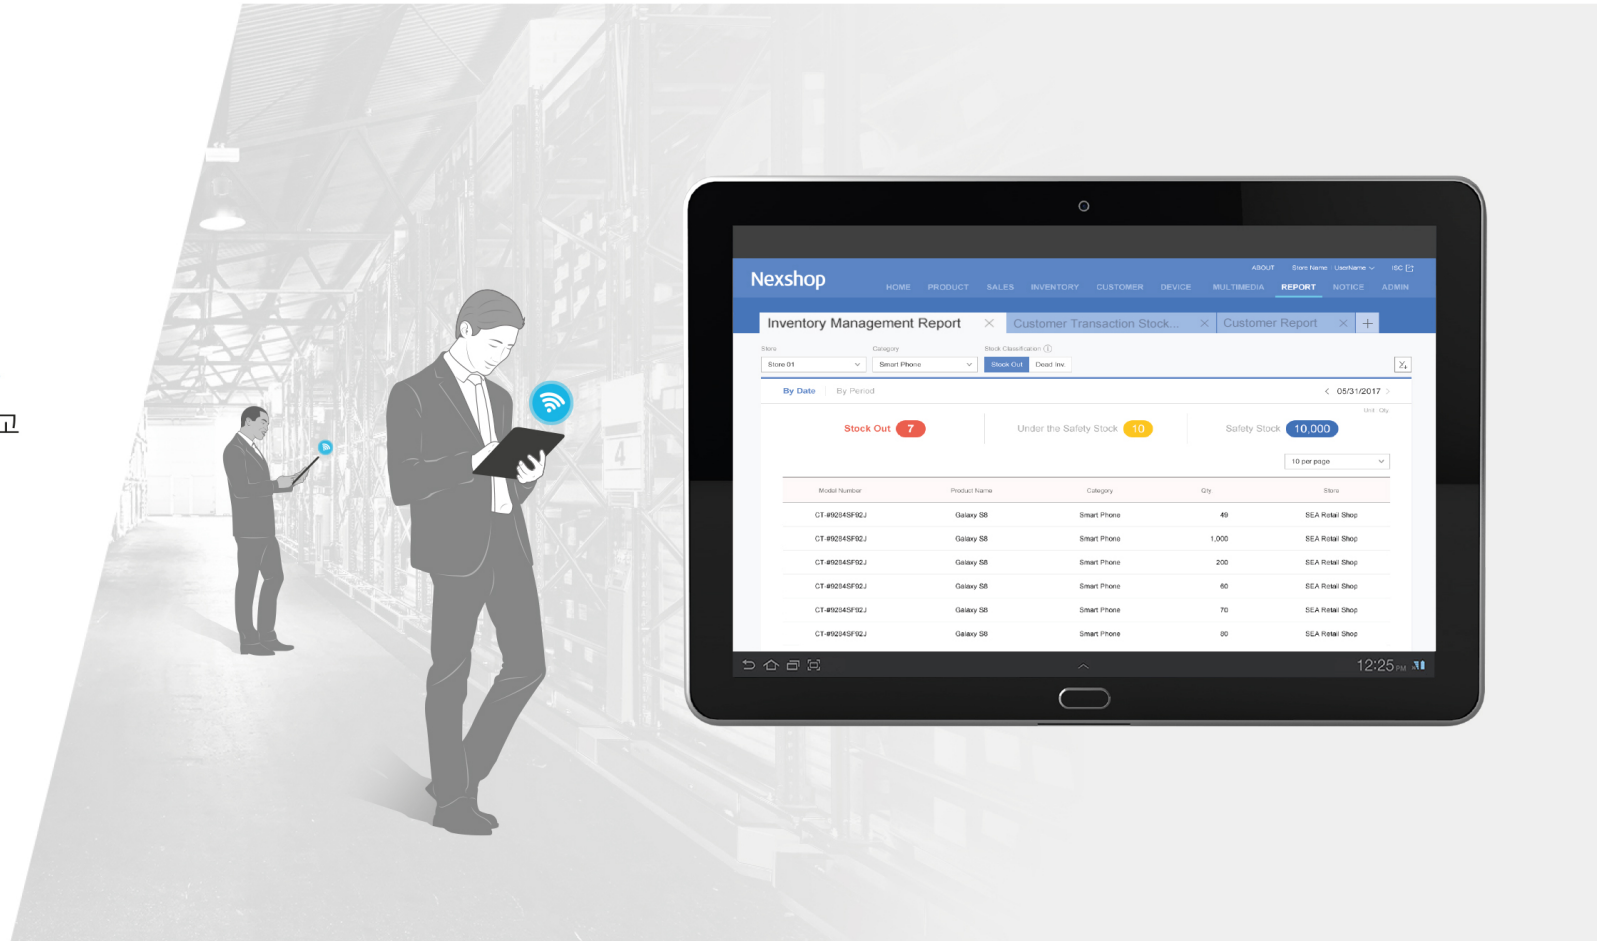 고
4
Nexshop
ABOUT Store Name UserName ISC
HOME PRODUCT SALES INVENTORY CUSTOMER DEVICE MULTIMEDIA REPORT NOTICE ADMIN
Inventory Management Report Customer Transaction Stock... Customer Report
Store Category Stock Classification
Store 01 Smart Phone Stock Out Dead Inv.
By Date By Period < 05/31/2017 >
Unit : Qty
Stock Out 7 Under the Safety Stock 10 Safety Stock 10,000
10 per page
Model Number Product Name Category Qty Store
CT-#9284SF92J Galaxy S8 Smart Phone 49 SEA Retail Shop
CT-#9284SF92J Galaxy S8 Smart Phone 1,000 SEA Retail Shop
CT-#9284SF92J Galaxy S8 Smart Phone 200 SEA Retail Shop
CT-#9284SF92J Galaxy S8 Smart Phone 60 SEA Retail Shop
CT-#9284SF92J Galaxy S8 Smart Phone 70 SEA Retail Shop
CT-#9284SF92J Galaxy S8 Smart Phone 80 SEA Retail Shop
12:25 PM